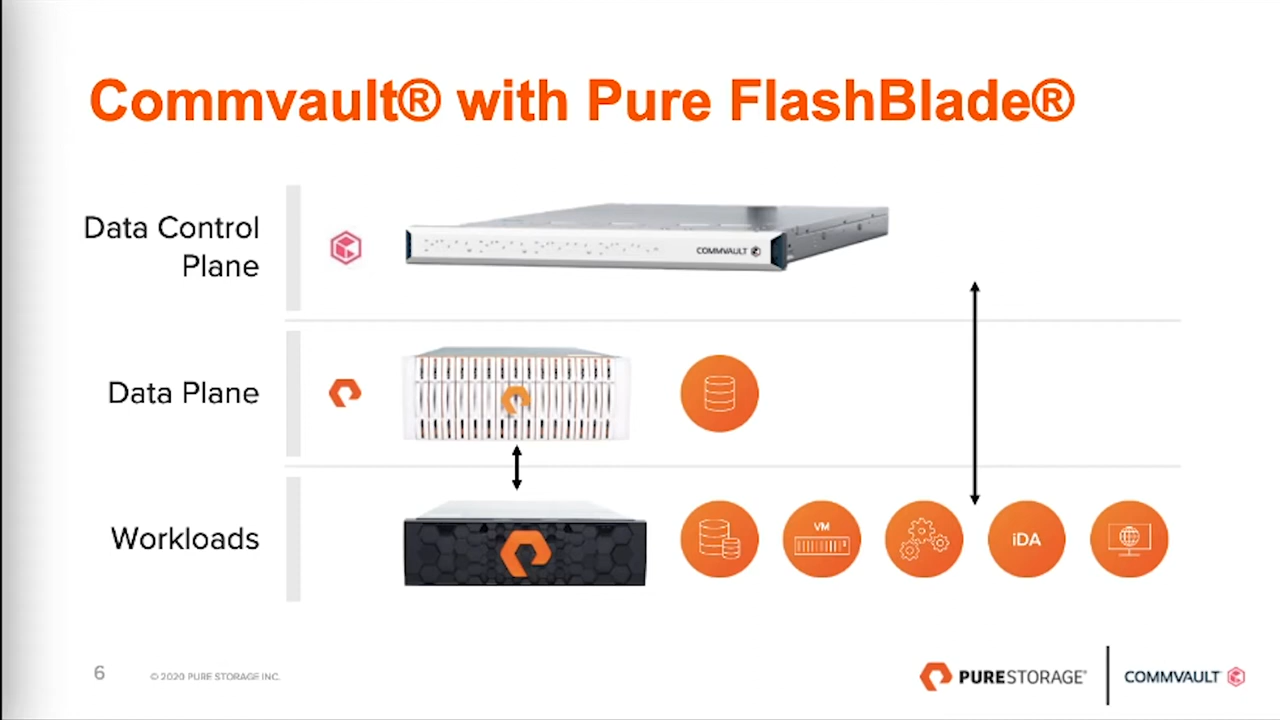 Commvault® with Pure FlashBlade®
Data Control
Plane
COMMVAULT
Data Plane
Workloads
VM
iDA
6
© 2020 PURE STORAGE INC.
PURESTORAGE®
COMMVAULT